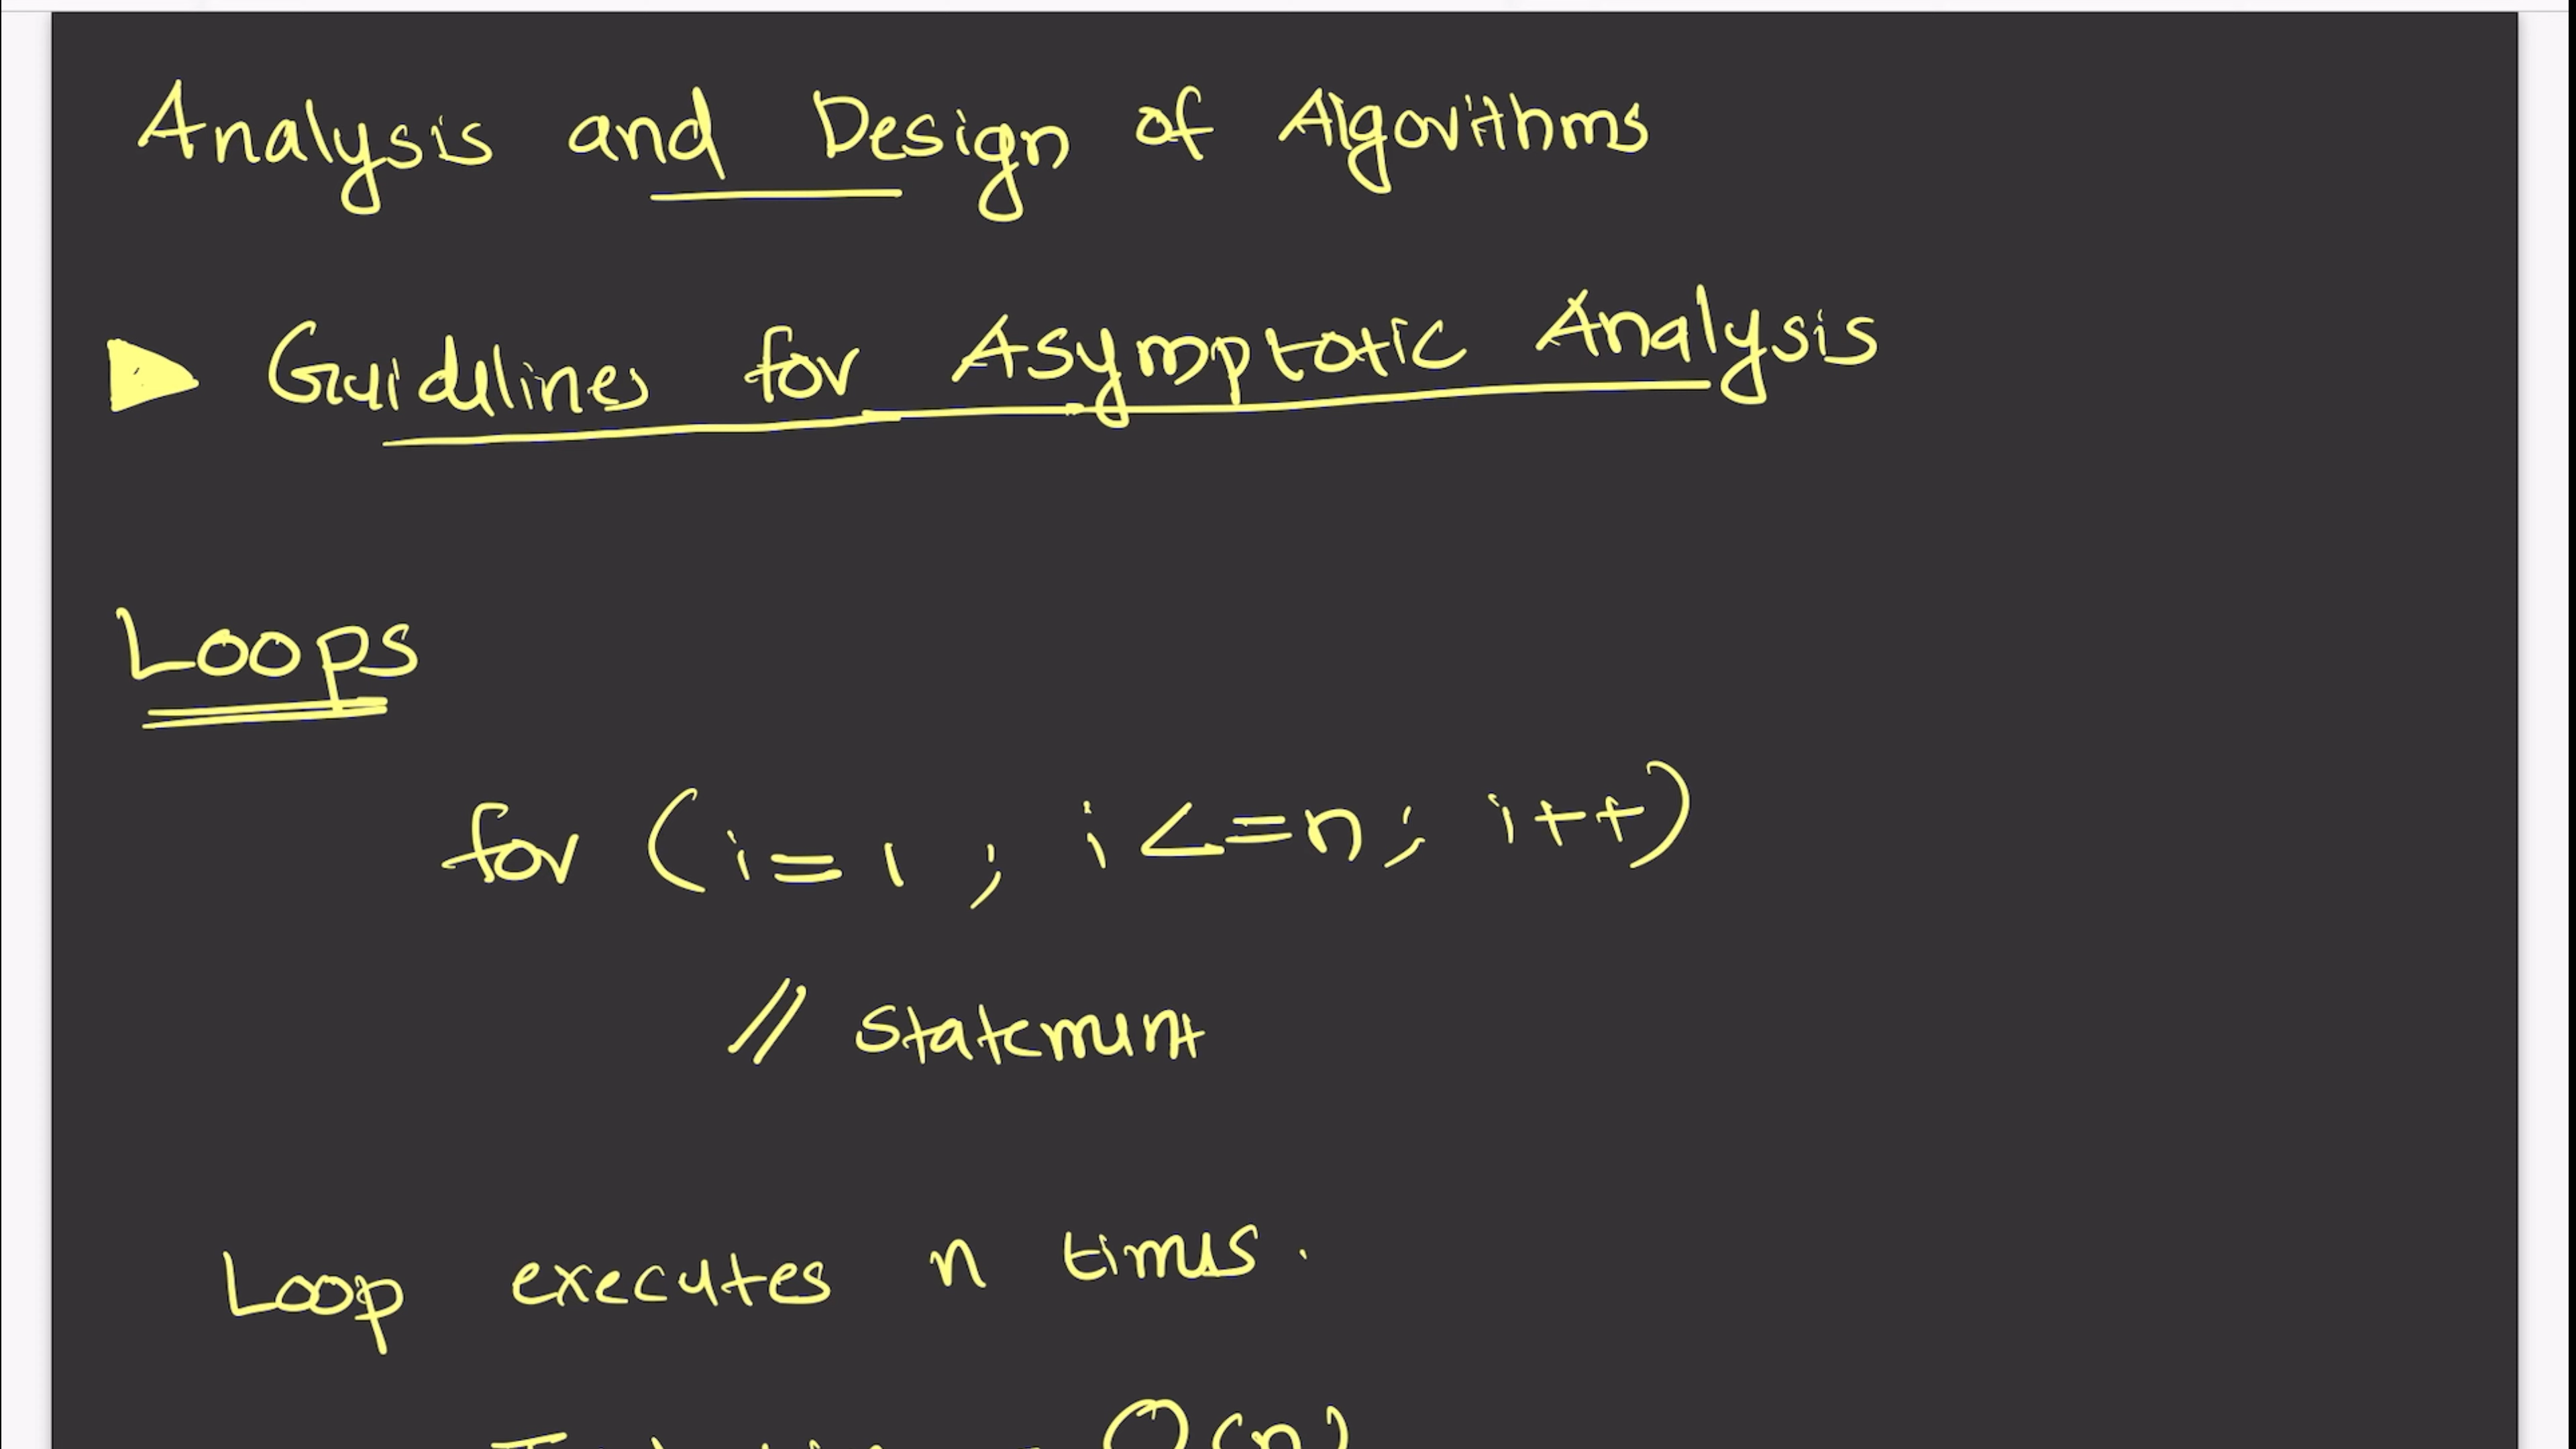 Analysis and Design of Algorithms
Guidelines for Asymptotic Analysis
Loops
for (i=1 ; i<=n; i++)
// statement
Loop executes n times.
O(n)